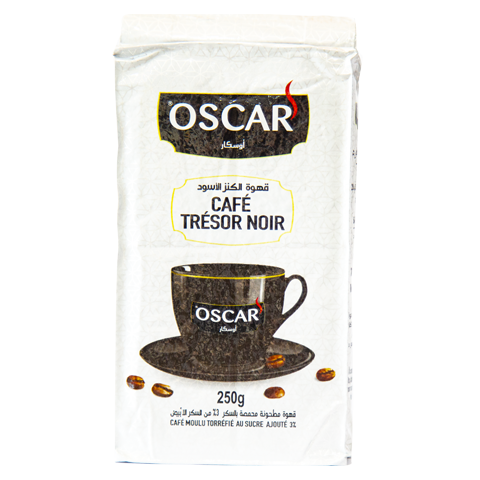 OSCAR
أوسكار
قهوة الكنز الأسود
CAFÉ
TRÉSOR NOIR
OSCAR
أوسكار
250g
قهوة مطحونة محمصة بالسكر 3% من السكر الأبيض
CAFÉ MOULU TORRÉFIÉ AU SUCRE AJOUTÉ 3%